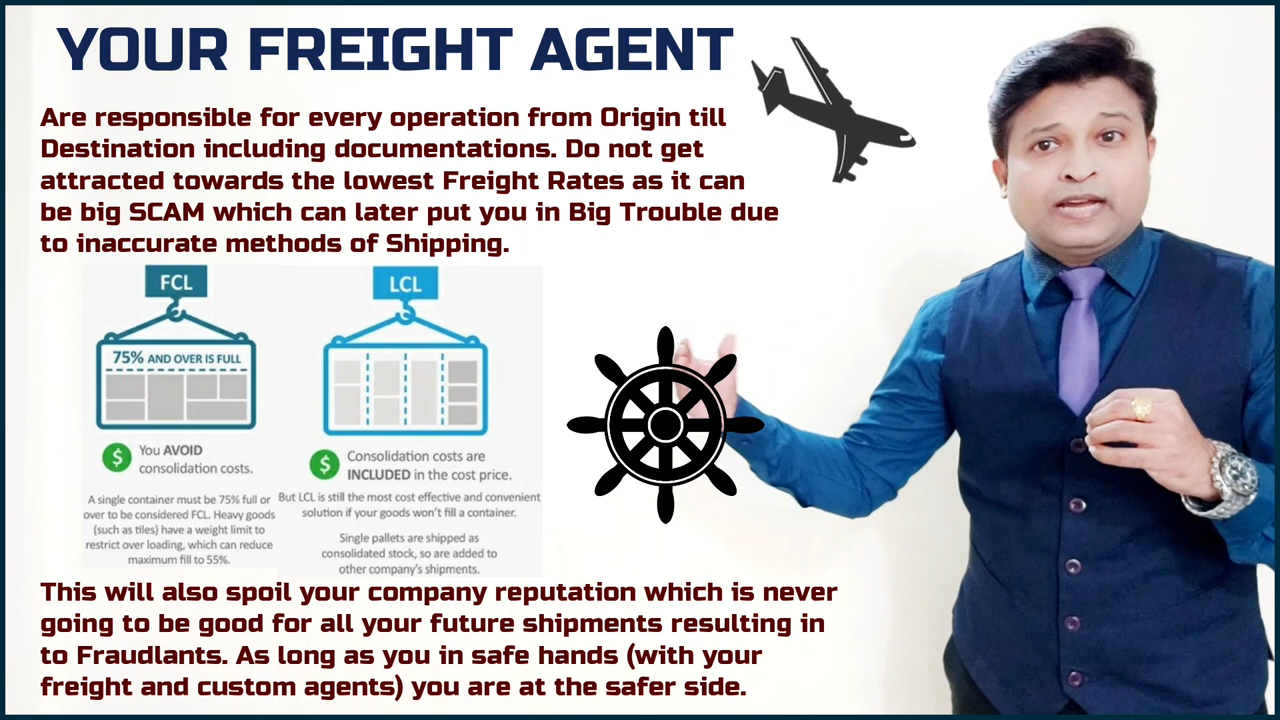 YOUR FREIGHT AGENT
Are responsible for every operation from Origin till
Destination including documentations. Do not get
attracted towards the lowest Freight Rates as it can
be big SCAM which can later put you in Big Trouble due
to inaccurate methods of Shipping.
FCL
75% AND OVER IS FULL
You AVOID
consolidation costs.
A single container must be 75% full or
over to be considered FCL. Heavy goods
(such as tiles) have a weight limit to
restrict over loading, which can reduce
maximum fill to 55%.
LCL
Consolidation costs are
INCLUDED in the cost price.
But LCL is still the most cost effective and convenient
solution if your goods won't fill a container.
Single pallets are shipped as
consolidated stock, so are added to
other company's shipments.
This will also spoil your company reputation which is never
going to be good for all your future shipments resulting in
to Fraudlants. As long as you in safe hands (with your
freight and custom agents) you are at the safer side.